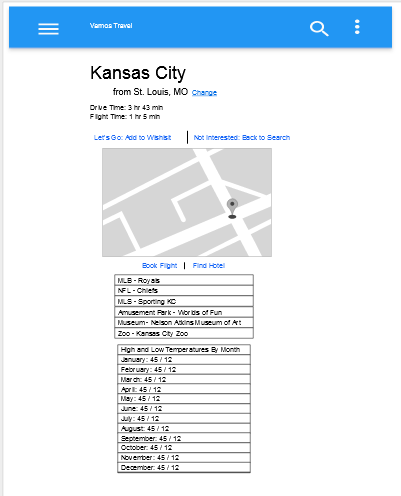 Vamos Travel
Kansas City
from St. Louis, MO Change
Drive Time: 3 hr 43 min
Flight Time: 1 hr 5 min
Let's Go: Add to Wishlist | Not Interested: Back to Search
Book Flight | Find Hotel
MLB - Royals
NFL - Chiefs
MLS - Sporting KC
Amusement Park - Worlds of Fun
Museum - Nelson Atkins Museum of Art
Zoo - Kansas City Zoo
High and Low Temperatures By Month
January: 45 / 12
February: 45 / 12
March: 45 / 12
April: 45 / 12
May: 45 / 12
June: 45 / 12
July: 45 / 12
August: 45 / 12
September: 45 / 12
October: 45 / 12
November: 45 / 12
December: 45 / 12